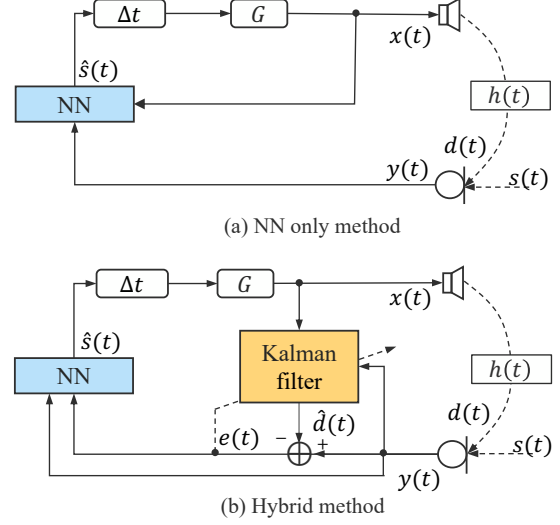 Δt
G
x(t)
ŝ(t)
NN
h(t)
d(t)
y(t)
s(t)
(a) NN only method
Δt
G
x(t)
ŝ(t)
Kalman
filter
NN
h(t)
e(t)
−
d̂(t)
+
d(t)
s(t)
y(t)
(b) Hybrid method